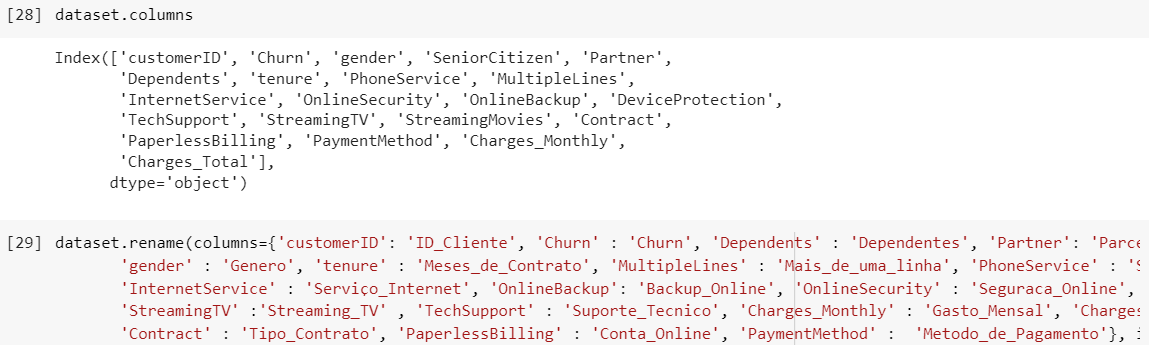 [28] dataset.columns
Index(['customerID', 'Churn', 'gender', 'SeniorCitizen', 'Partner',
'Dependents', 'tenure', 'PhoneService', 'MultipleLines',
'InternetService', 'OnlineSecurity', 'OnlineBackup', 'DeviceProtection',
'TechSupport', 'StreamingTV', 'StreamingMovies', 'Contract',
'PaperlessBilling', 'PaymentMethod', 'Charges_Monthly',
'Charges_Total'],
dtype='object')
[29] dataset.rename(columns={'customerID': 'ID_Cliente', 'Churn' : 'Churn', 'Dependents' : 'Dependentes', 'Partner': 'Parce
'gender' : 'Genero', 'tenure' : 'Meses_de_Contrato', 'MultipleLines' : 'Mais_de_uma_linha', 'PhoneService' : 'S
'InternetService' : 'Serviço_Internet', 'OnlineBackup': 'Backup_Online', 'OnlineSecurity' : 'Seguraca_Online',
'StreamingTV' :'Streaming_TV' , 'TechSupport' : 'Suporte_Tecnico', 'Charges_Monthly' : 'Gasto_Mensal', 'Charges
'Contract' : 'Tipo_Contrato', 'PaperlessBilling' : 'Conta_Online', 'PaymentMethod' :  'Metodo_de_Pagamento'}, i